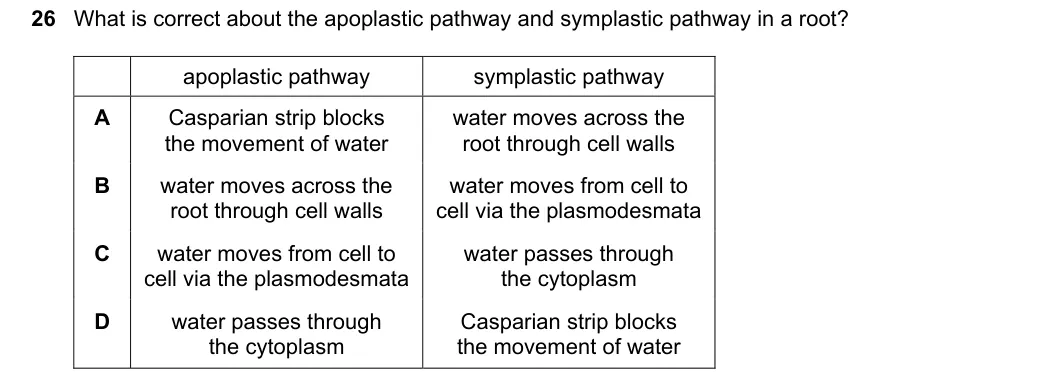 26 What is correct about the apoplastic pathway and symplastic pathway in a root?
apoplastic pathway symplastic pathway
A Casparian strip blocks water moves across the
the movement of water root through cell walls
B water moves across the water moves from cell to
root through cell walls cell via the plasmodesmata
C water moves from cell to water passes through
cell via the plasmodesmata the cytoplasm
D water passes through Casparian strip blocks
the cytoplasm the movement of water